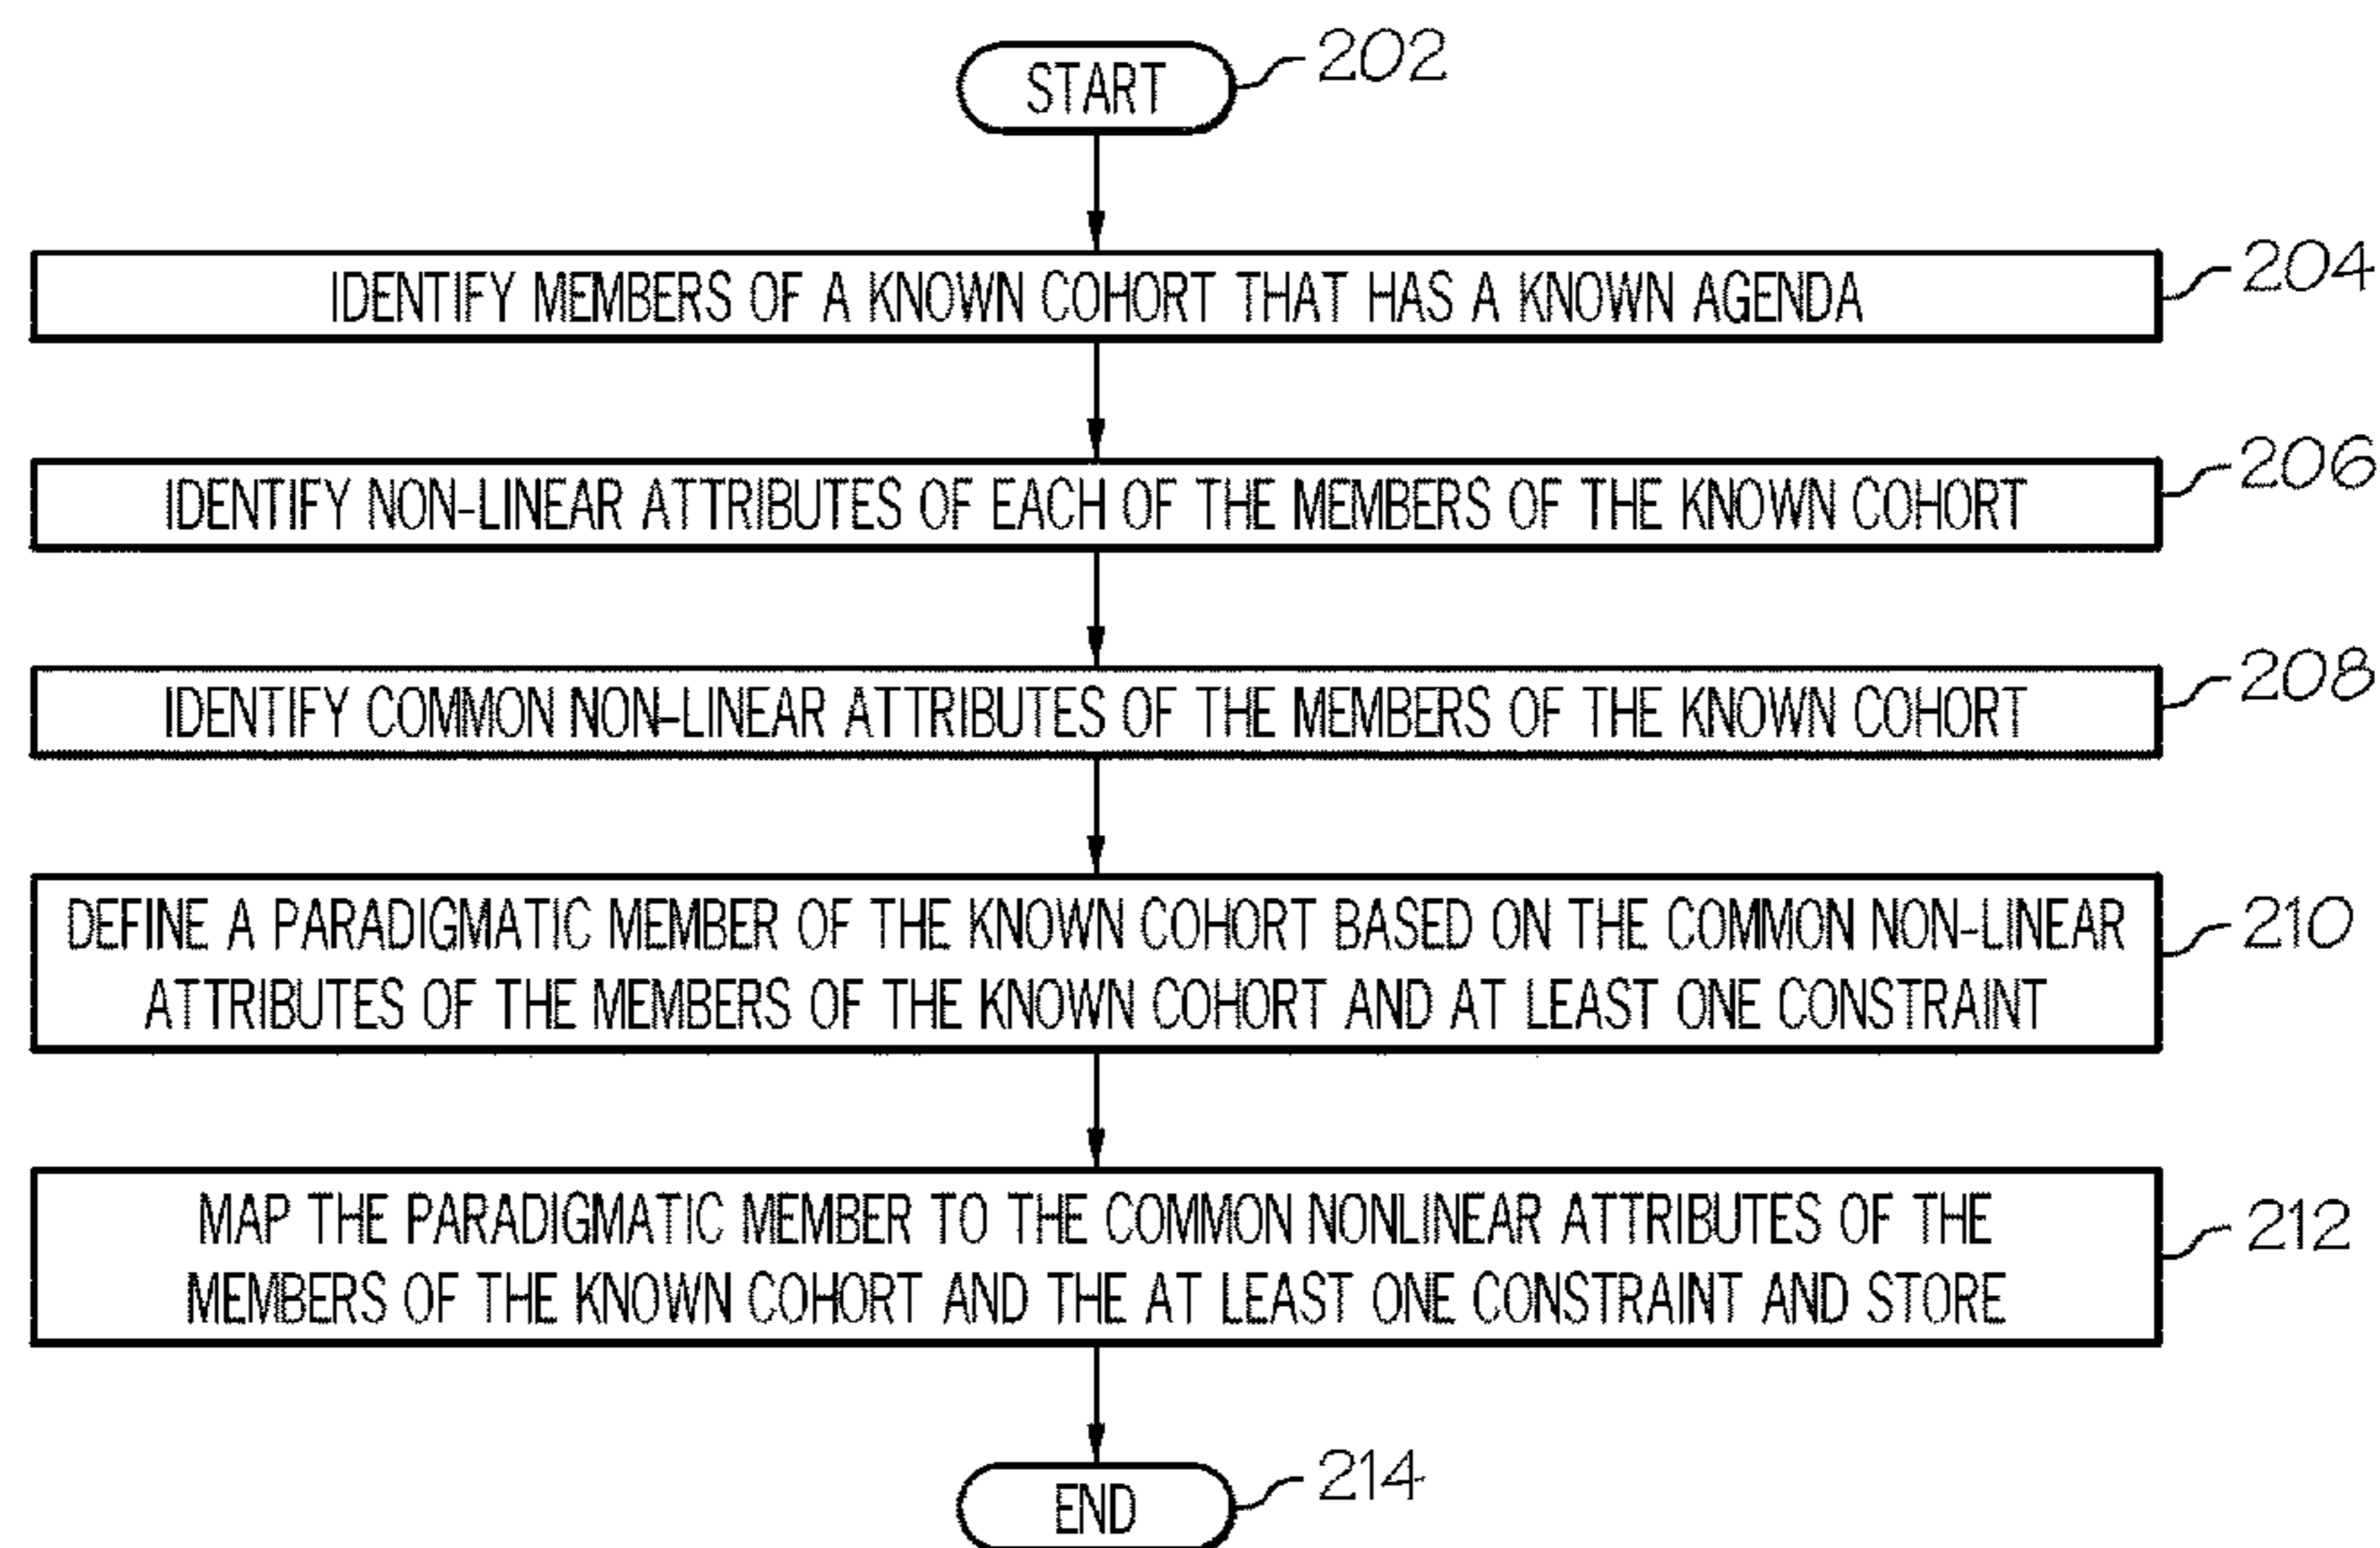 START
202
IDENTIFY MEMBERS OF A KNOWN COHORT THAT HAS A KNOWN AGENDA
204
IDENTIFY NON-LINEAR ATTRIBUTES OF EACH OF THE MEMBERS OF THE KNOWN COHORT
206
IDENTIFY COMMON NON-LINEAR ATTRIBUTES OF THE MEMBERS OF THE KNOWN COHORT
208
DEFINE A PARADIGMATIC MEMBER OF THE KNOWN COHORT BASED ON THE COMMON NON-LINEAR
ATTRIBUTES OF THE MEMBERS OF THE KNOWN COHORT AND AT LEAST ONE CONSTRAINT
210
MAP THE PARADIGMATIC MEMBER TO THE COMMON NONLINEAR ATTRIBUTES OF THE
MEMBERS OF THE KNOWN COHORT AND THE AT LEAST ONE CONSTRAINT AND STORE
212
END
214